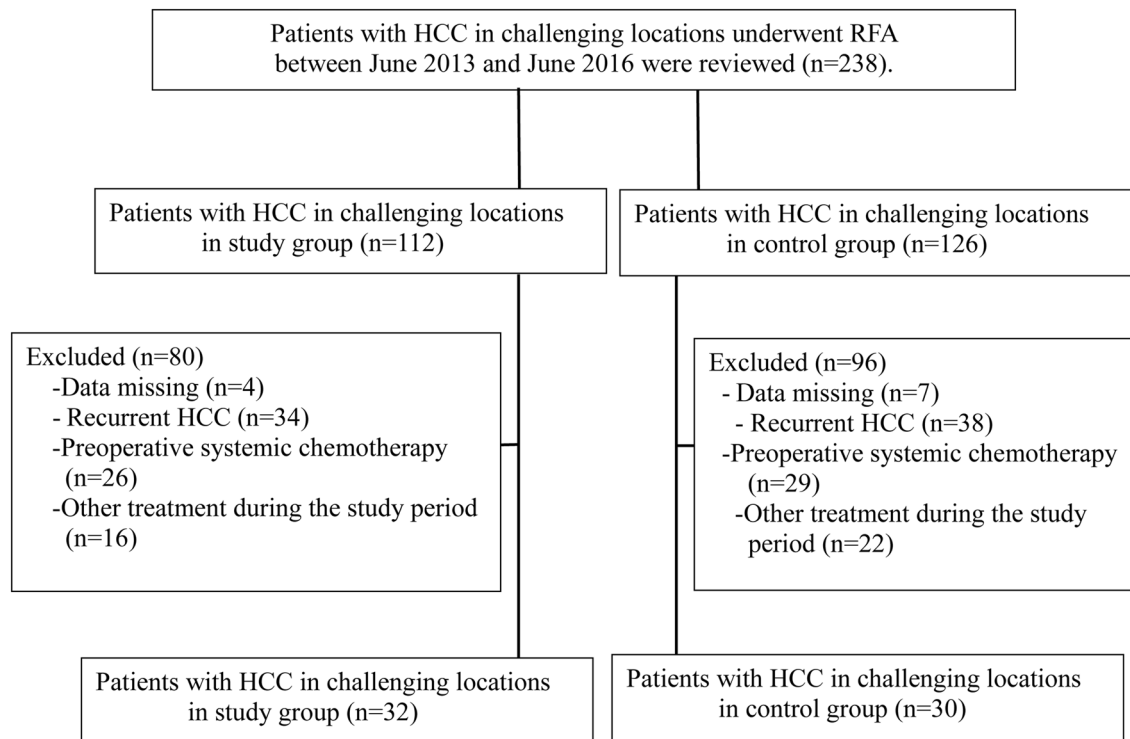 Patients with HCC in challenging locations underwent RFA
between June 2013 and June 2016 were reviewed (n=238).
Patients with HCC in challenging locations
in study group (n=112)
Patients with HCC in challenging locations
in control group (n=126)
Excluded (n=80)
-Data missing (n=4)
- Recurrent HCC (n=34)
-Preoperative systemic chemotherapy
(n=26)
-Other treatment during the study period
(n=16)
Excluded (n=96)
- Data missing (n=7)
- Recurrent HCC (n=38)
-Preoperative systemic chemotherapy
(n=29)
-Other treatment during the study
period (n=22)
Patients with HCC in challenging locations
in study group (n=32)
Patients with HCC in challenging locations
in control group (n=30)